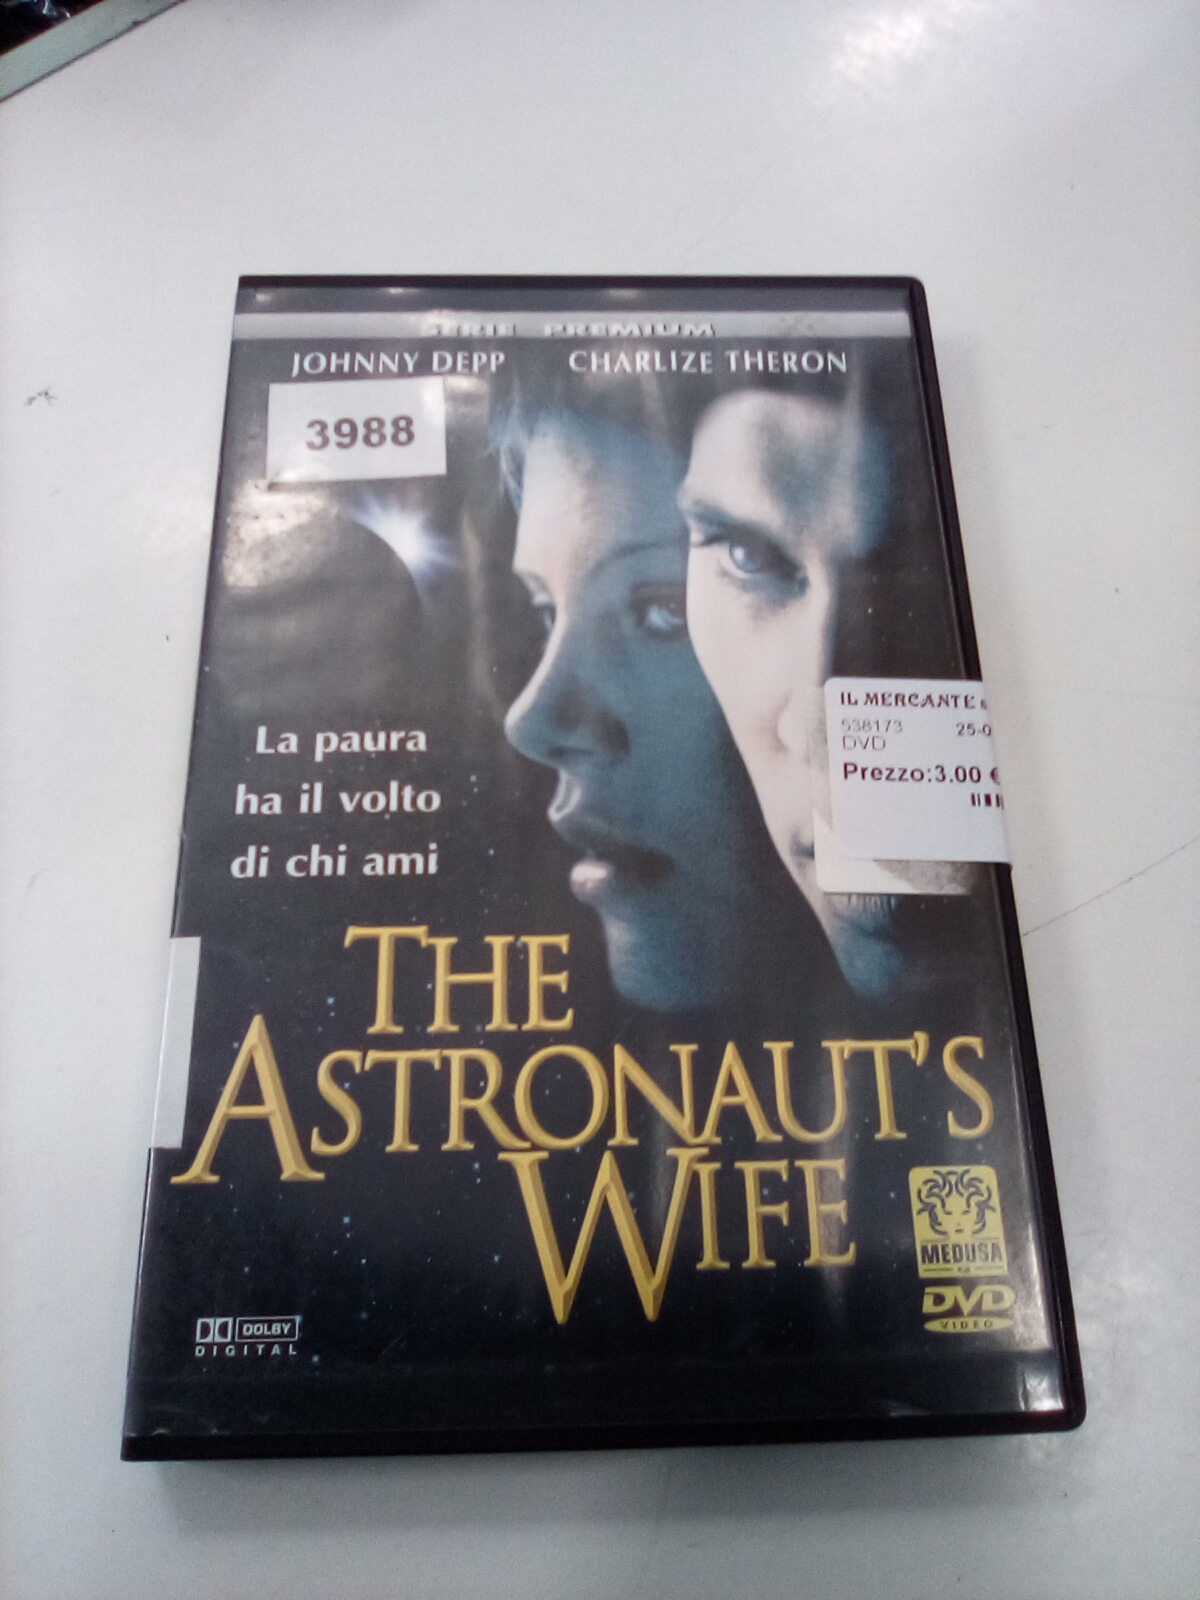 SERIE PREMIUM
JOHNNY DEPP CHARLIZE THERON
3988
IL MERCANTE
538173 25-0
DVD
Prezzo:3.00 €
La paura
ha il volto
di chi ami
THE
ASTRONAUT'S
WIFE
MEDUSA
DVD
VIDEO
DOLBY
DIGITAL